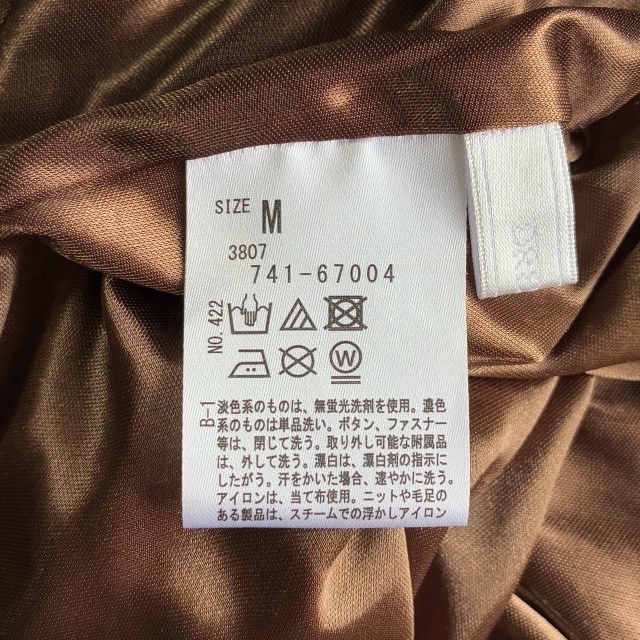 SIZE M
3807
741-67004
NO. 422
W
B-1
淡色系のものは、無蛍光洗剤を使用。濃色
系のものは単品洗い。ボタン、ファスナー
等は、閉じて洗う。取り外し可能な附属品
は、外して洗う。漂白は、漂白剤の指示に
したがう。汗をかいた場合、速やかに洗う。
アイロンは、当て布使用。ニットや毛足の
ある製品は、スチームでの浮かしアイロン